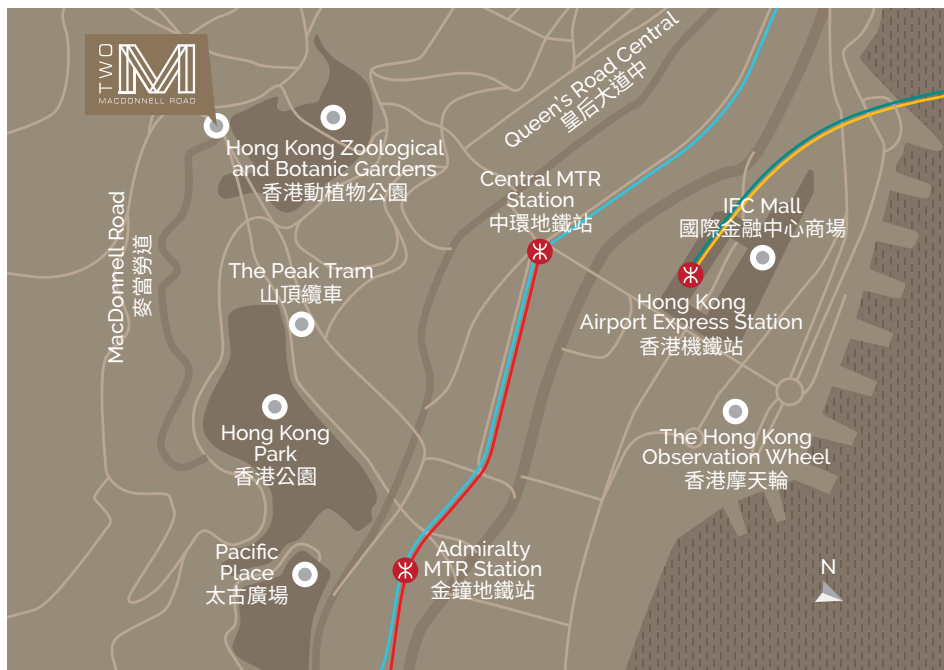 TWO
M
MACDONNELL ROAD
Queen's Road Central
皇后大道中
Hong Kong Zoological
and Botanic Gardens
香港動植物公園
Central MTR
Station
中環地鐵站
IFC Mall
國際金融中心商場
MacDonnell Road
麥當勞道
The Peak Tram
山頂纜車
Hong Kong
Airport Express Station
香港機鐵站
Hong Kong
Park
香港公園
The Hong Kong
Observation Wheel
香港摩天輪
Pacific
Place
太古廣場
Admiralty
MTR Station
金鐘地鐵站
N